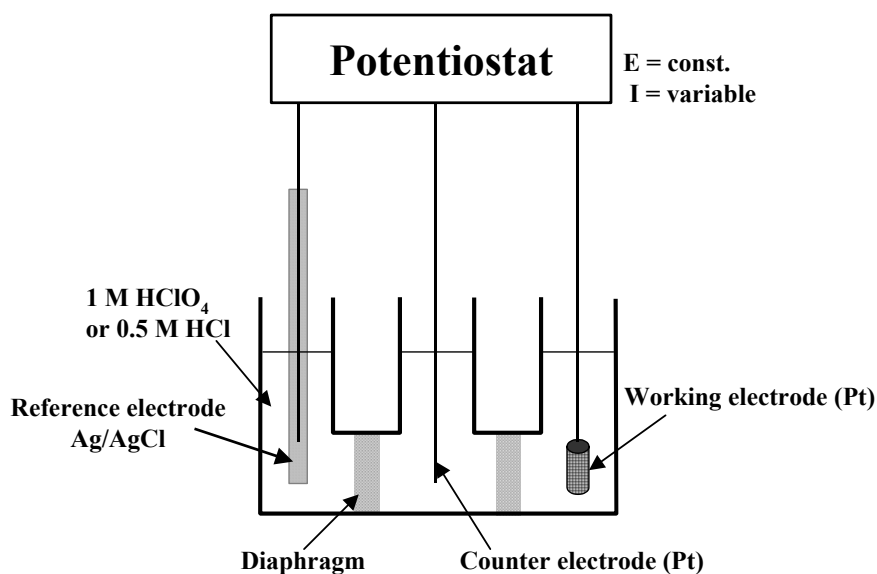 Potentiostat
E = const.
I = variable
1 M HClO₄
or 0.5 M HCl
Reference electrode
Ag/AgCl
Working electrode (Pt)
Diaphragm
Counter electrode (Pt)